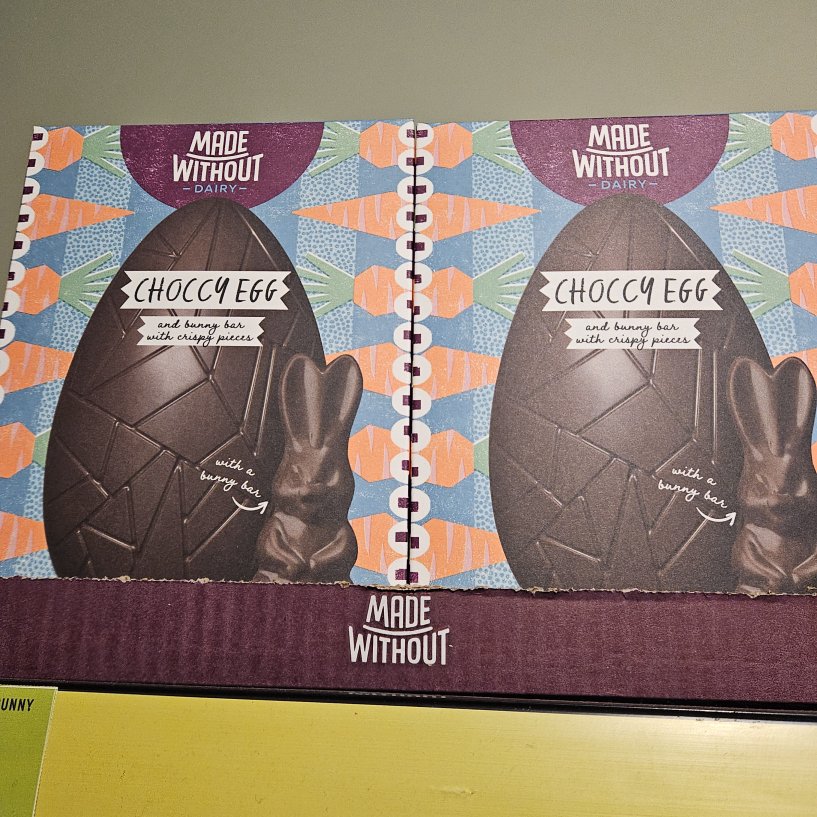 MADE
WITHOUT
– DAIRY –
CHOCCY EGG
and bunny bar
with crispy pieces
with a
bunny bar
MADE
WITHOUT
– DAIRY –
CHOCCY EGG
and bunny bar
with crispy pieces
with a
bunny bar
MADE
WITHOUT
UNNY